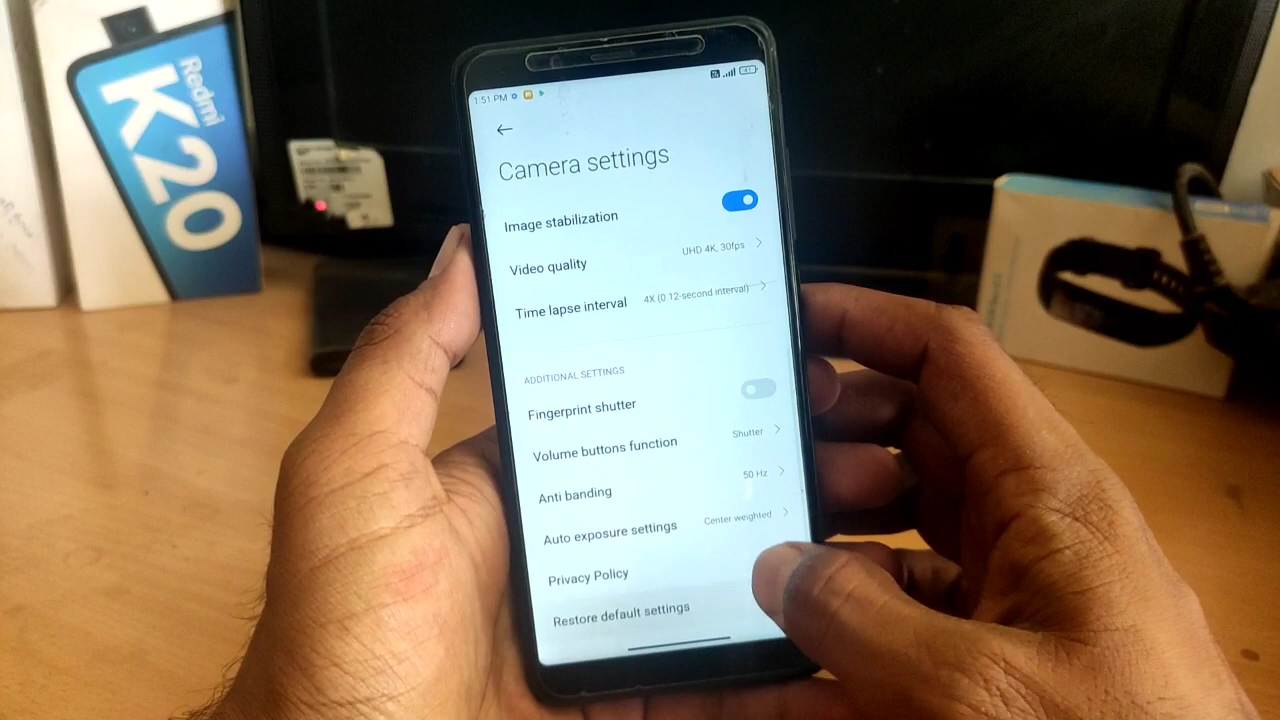 Redmi
K20
1:51 PM
41
Camera settings
Image stabilization
Video quality UHD 4K, 30fps
Time lapse interval 4X (0.12-second interval)
ADDITIONAL SETTINGS
Fingerprint shutter
Volume buttons function Shutter
Anti banding 50 Hz
Auto exposure settings Center weighted
Privacy Policy
Restore default settings